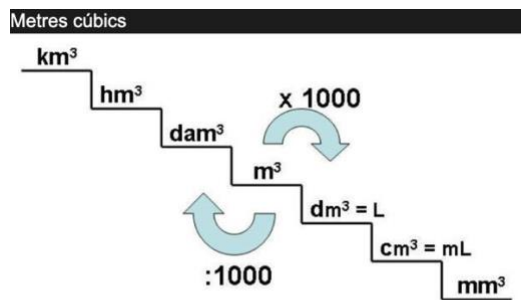 Metres cúbics
km³
hm³
x 1000
dam³
m³
dm³ = L
cm³ = mL
:1000
mm³